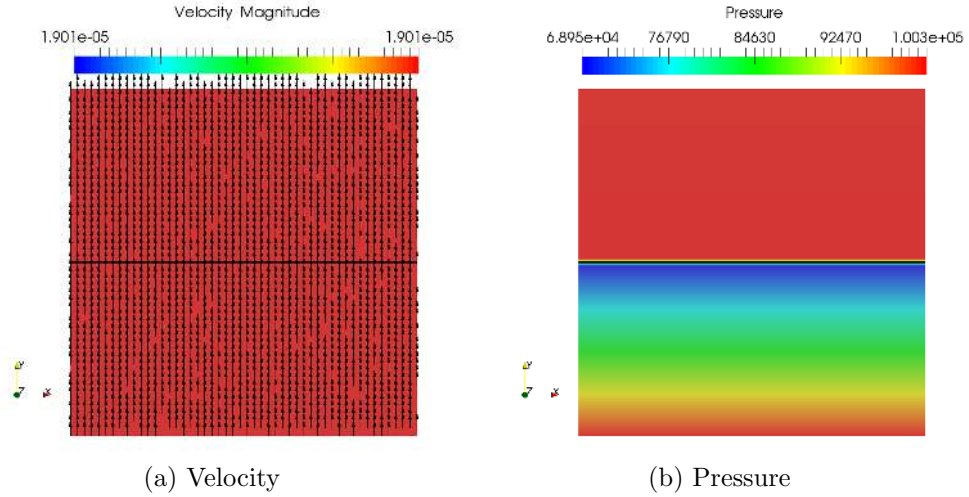 Velocity Magnitude
1.901e-05 1.901e-05
Pressure
6.895e+04 75790 84630 92470 1.003e+05
Y
Z X
Y
Z X
(a) Velocity
(b) Pressure